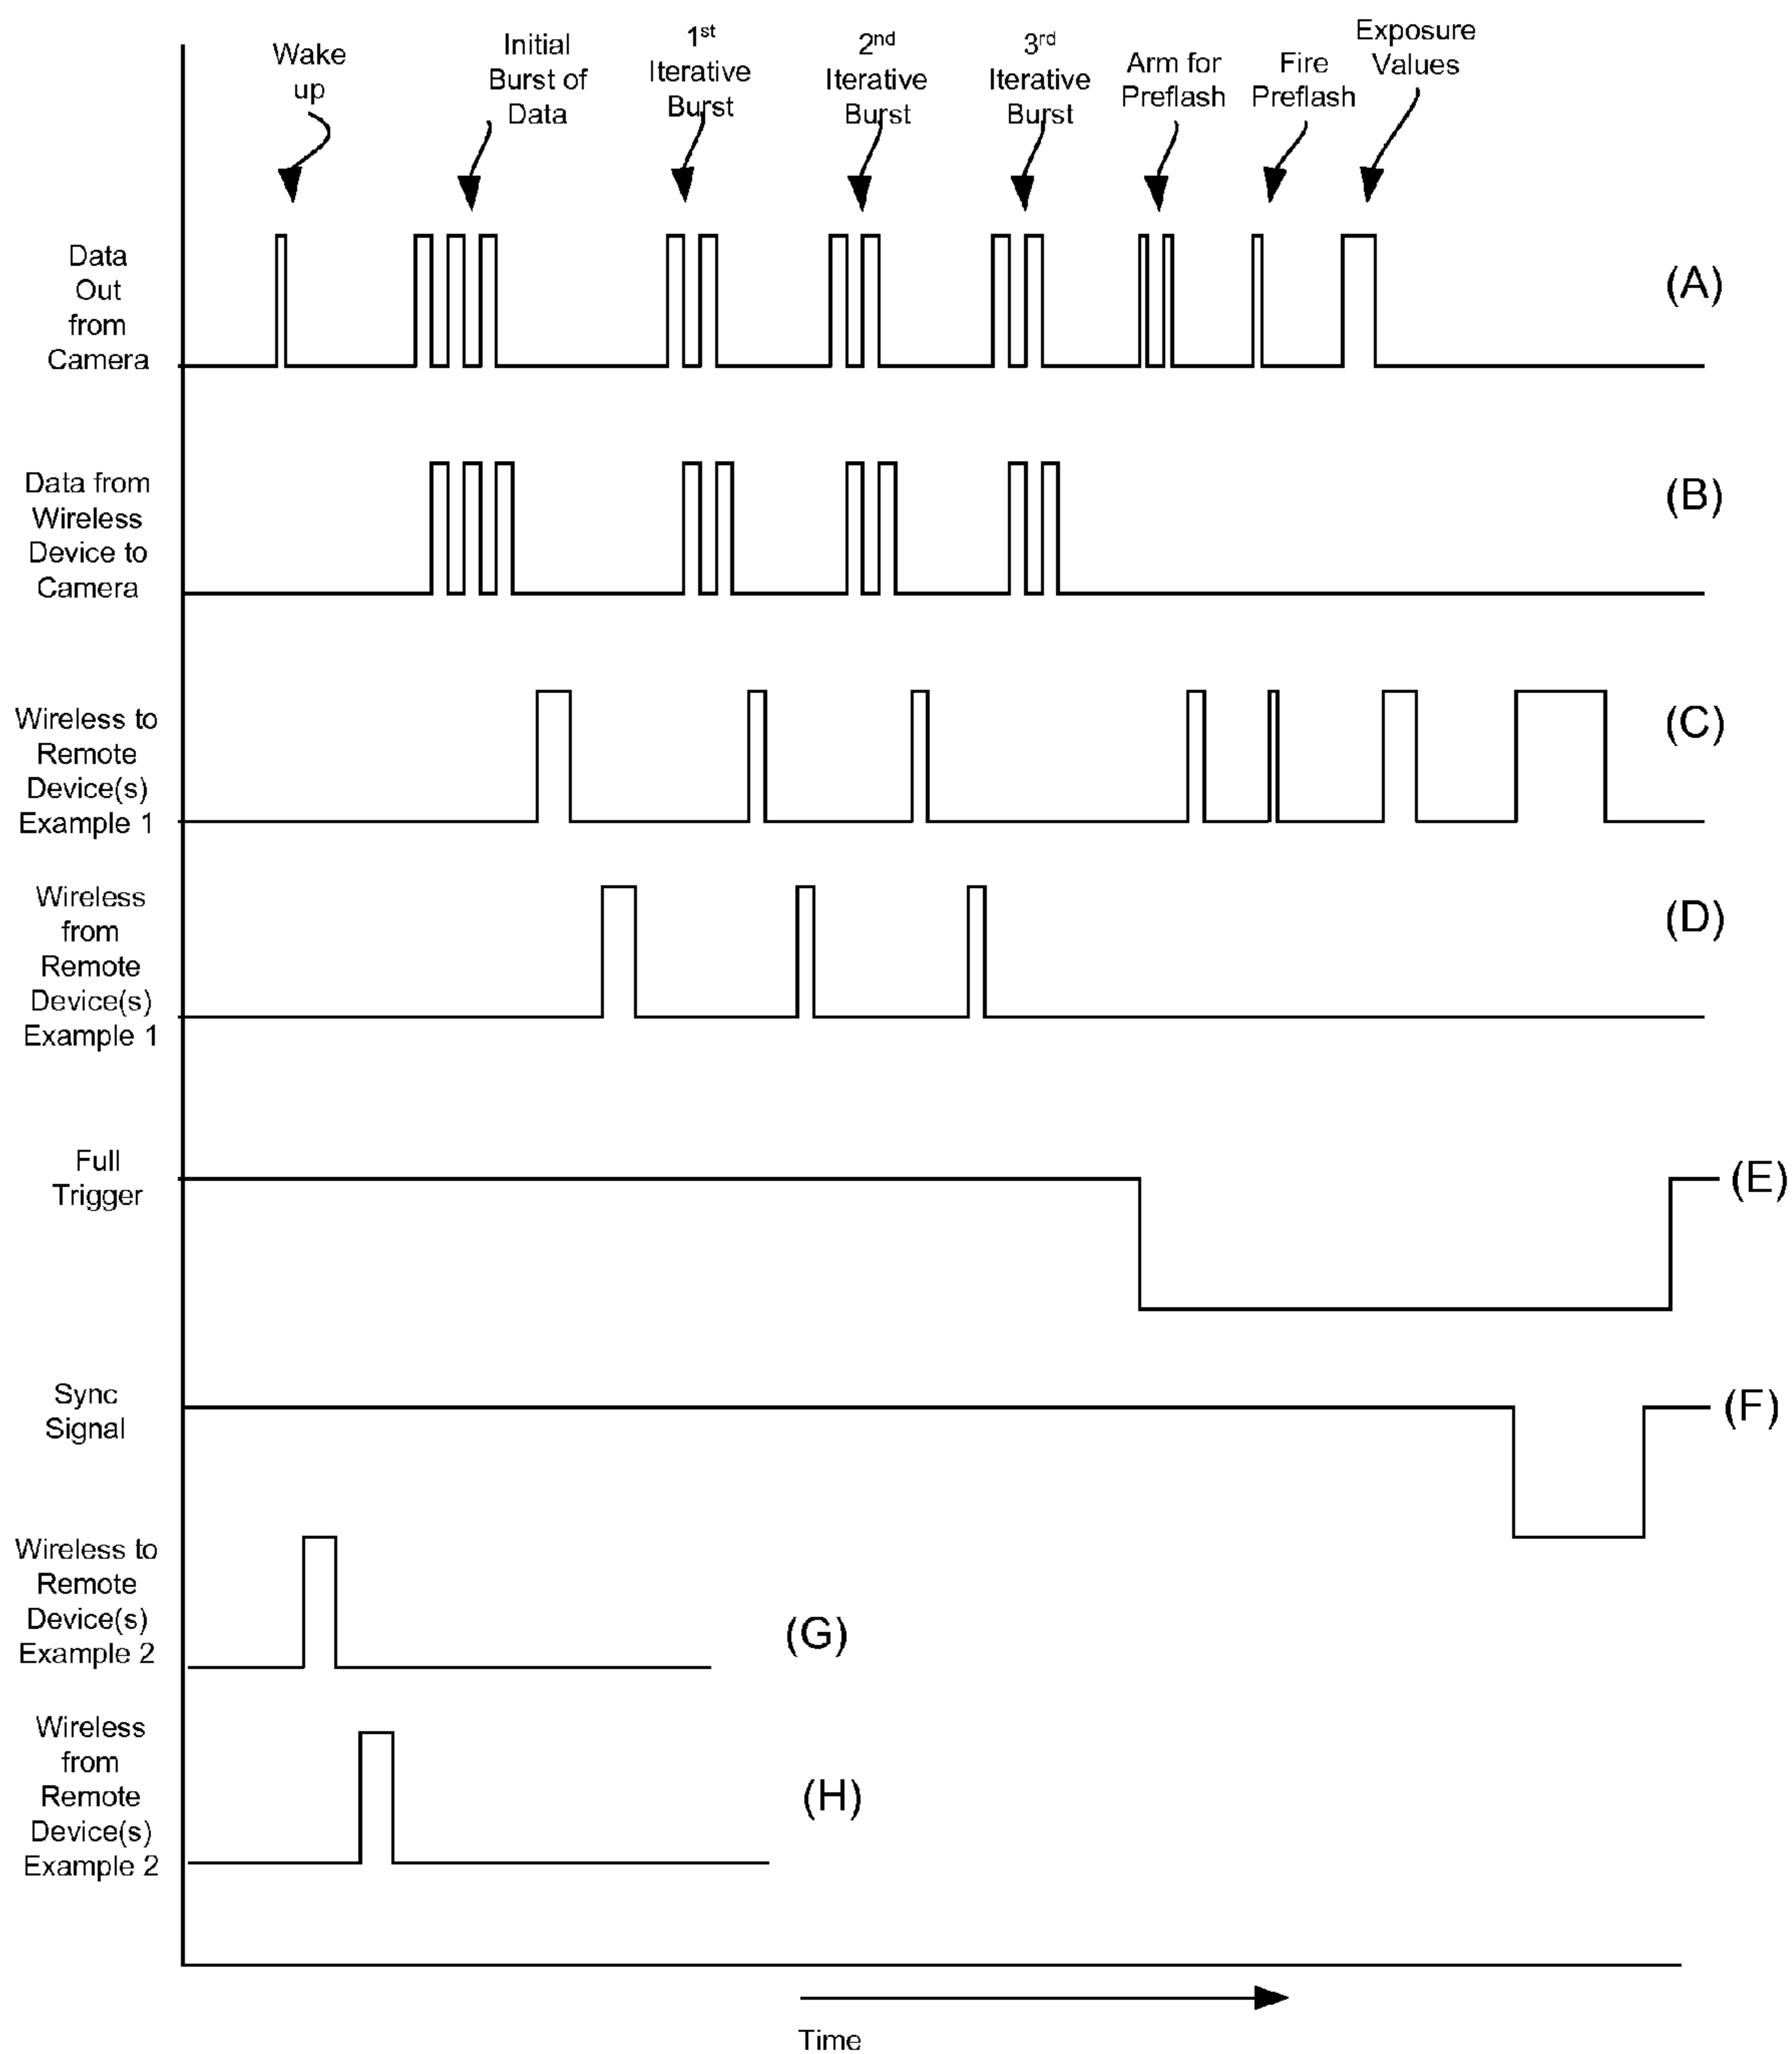 Wake
up
Initial
Burst of
Data
1st
Iterative
Burst
2nd
Iterative
Burst
3rd
Iterative
Burst
Arm for
Preflash
Fire
Preflash
Exposure
Values
Data
Out
from
Camera
(A)
Data from
Wireless
Device to
Camera
(B)
Wireless to
Remote
Device(s)
Example 1
(C)
Wireless
from
Remote
Device(s)
Example 1
(D)
Full
Trigger
(E)
Sync
Signal
(F)
Wireless to
Remote
Device(s)
Example 2
(G)
Wireless
from
Remote
Device(s)
Example 2
(H)
Time